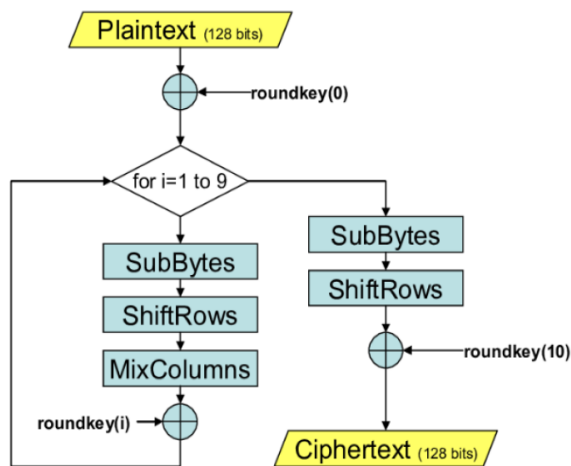 Plaintext (128 bits)
roundkey(0)
for i=1 to 9
SubBytes
ShiftRows
MixColumns
roundkey(i)
SubBytes
ShiftRows
roundkey(10)
Ciphertext (128 bits)